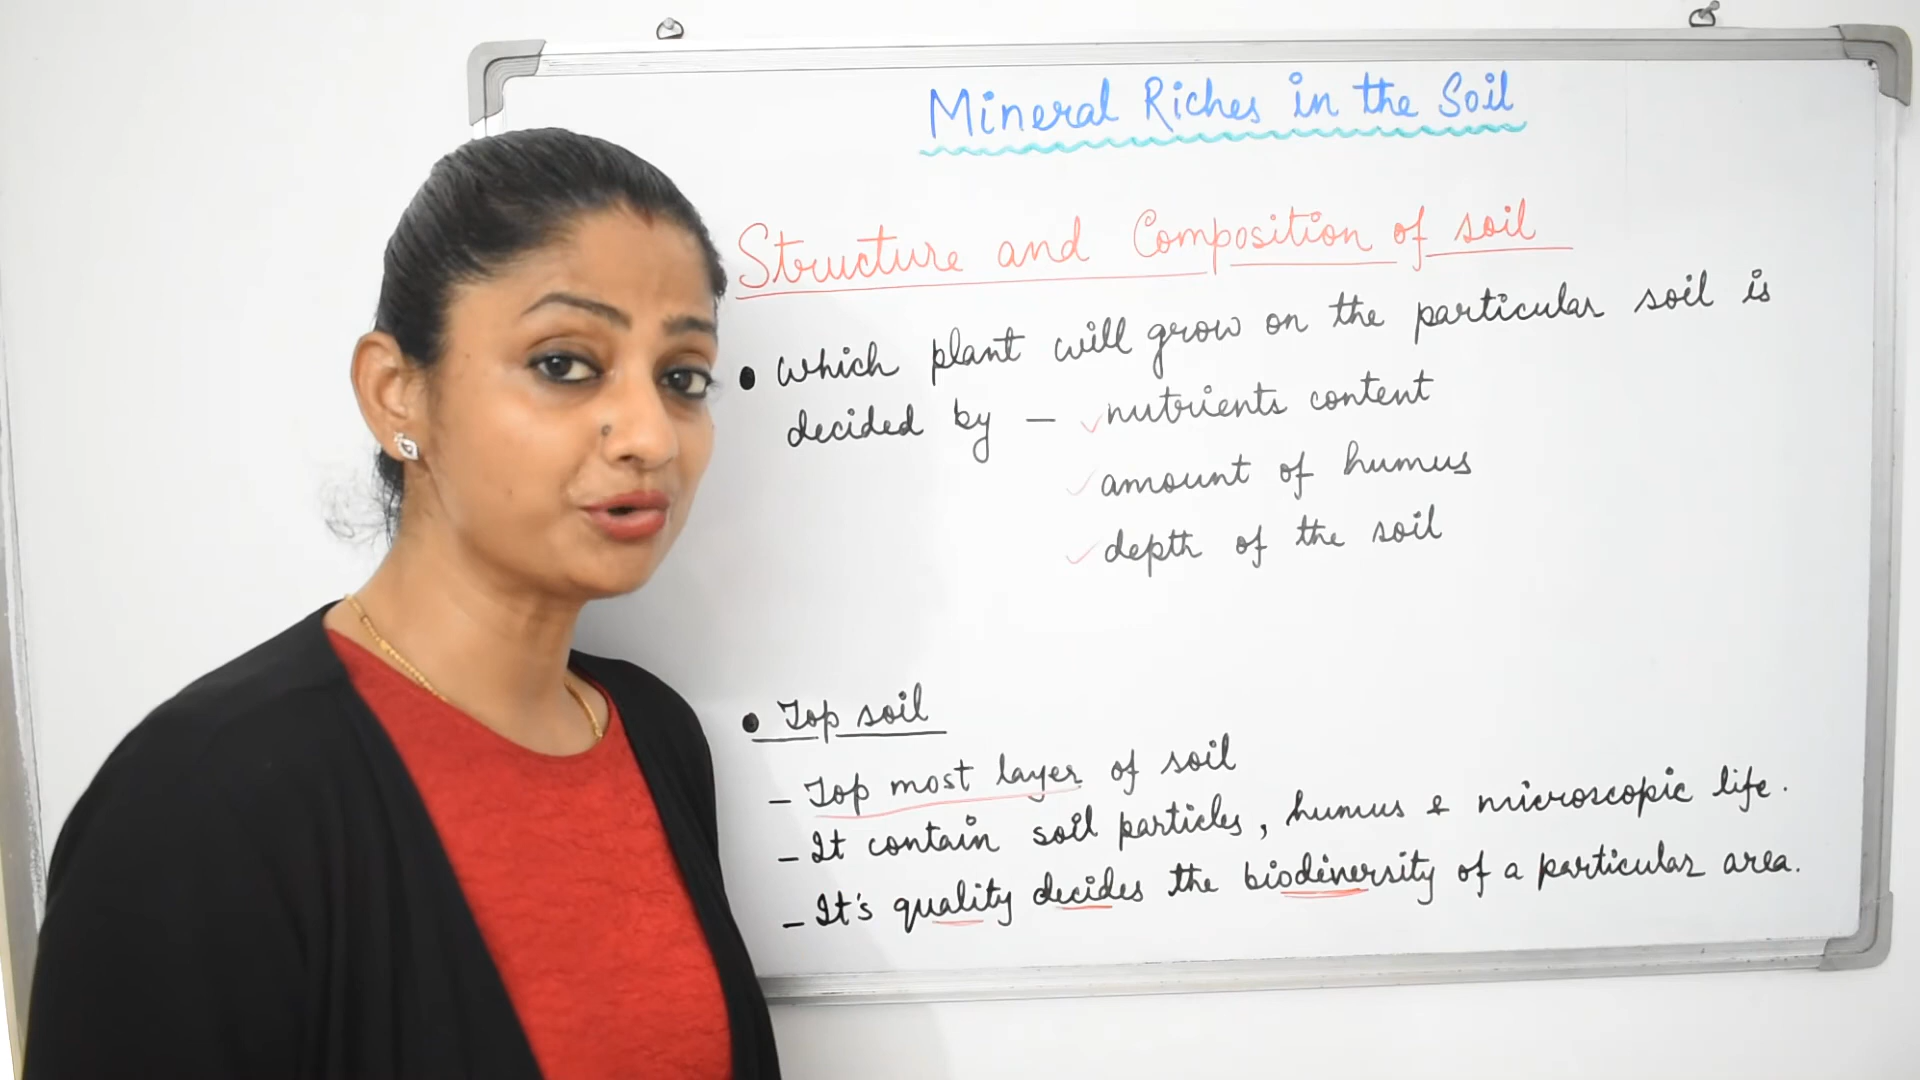 Mineral Riches in the Soil
Structure and Composition of soil
• Which plant will grow on the particular soil is
decided by – ✓nutrients content
✓amount of humus
✓depth of the soil
• Top soil
– Top most layer of soil
– It contain soil particles, humus & microscopic life.
– It's quality decides the biodiversity of a particular area.